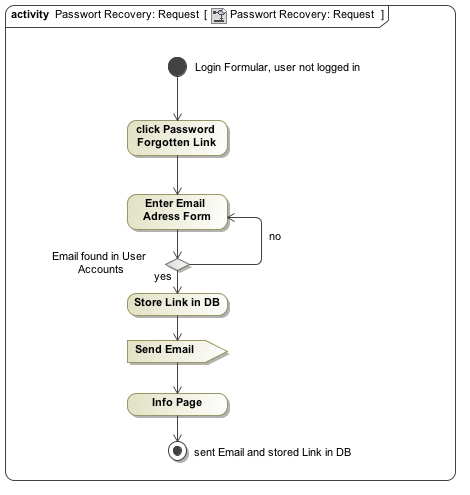 activity Passwort Recovery: Request [ Passwort Recovery: Request ]
Login Formular, user not logged in
click Password
Forgotten Link
Enter Email
Adress Form
no
Email found in User
Accounts
yes
Store Link in DB
Send Email
Info Page
sent Email and stored Link in DB